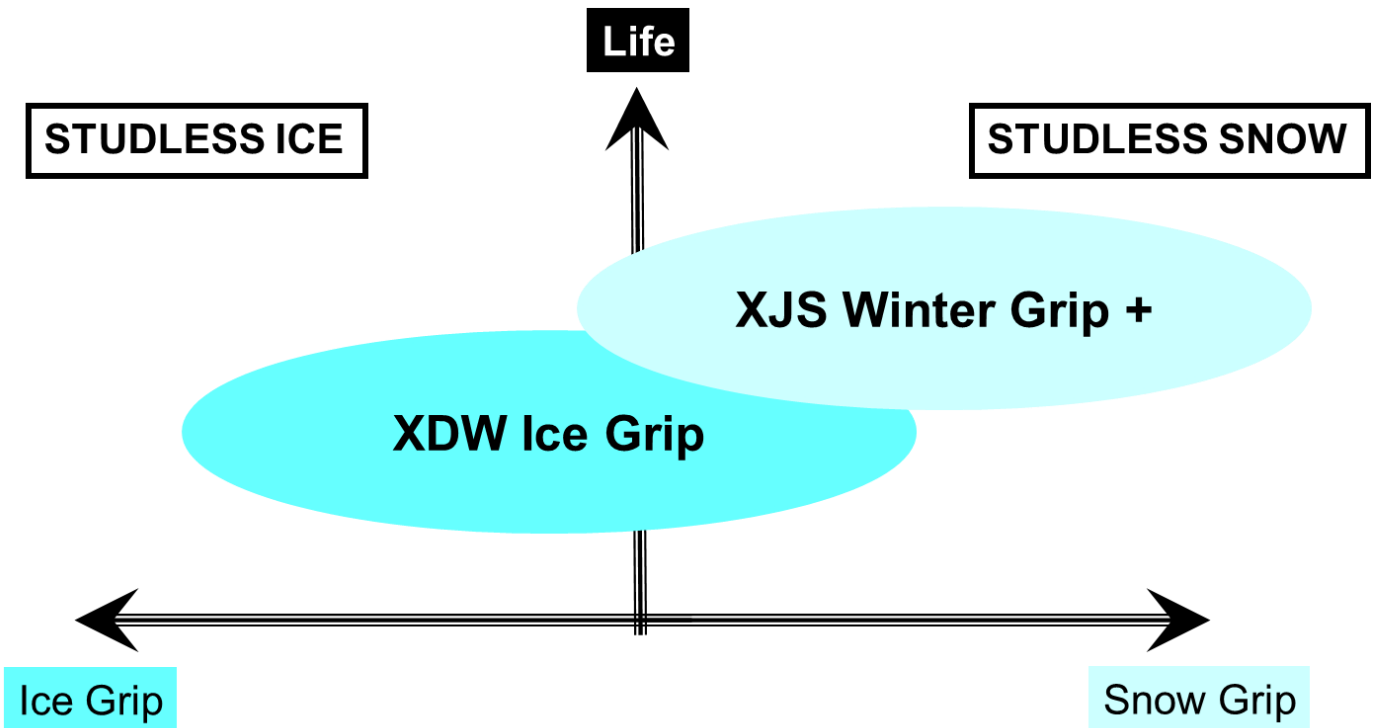 Life
STUDLESS ICE
STUDLESS SNOW
XJS Winter Grip +
XDW Ice Grip
Ice Grip
Snow Grip